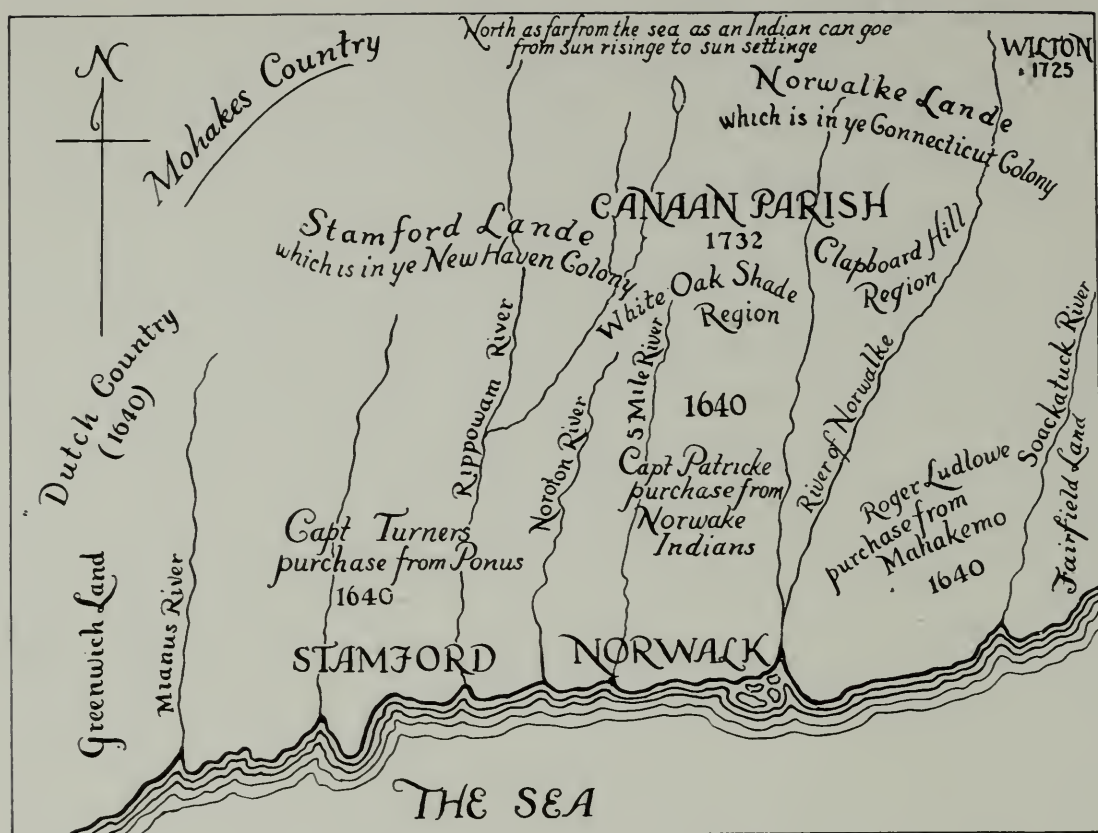 North as far from the sea as an Indian can goe
from sun risinge to sun settinge
N
Mohakes Country
WILTON
1725
Norwalke Lande
which is in ye Connecticut Colony
Stamford Lande
which is in ye New Haven Colony
CANAAN PARISH
1732
Clapboard Hill
Region
White Oak Shade
Region
"Dutch Country
(1640)
Rippowam River
Noroton River
5 Mile River
1640
Capt Patricke
purchase from
Norwake
Indians
River of Norwalke
Soackatuck River
Fairfield Land
Roger Ludlowe
purchase from
Mahakemo
1640
Capt Turners
purchase from Ponus
1640
Greenwich Land
Mianus River
STAMFORD
NORWALK
THE SEA